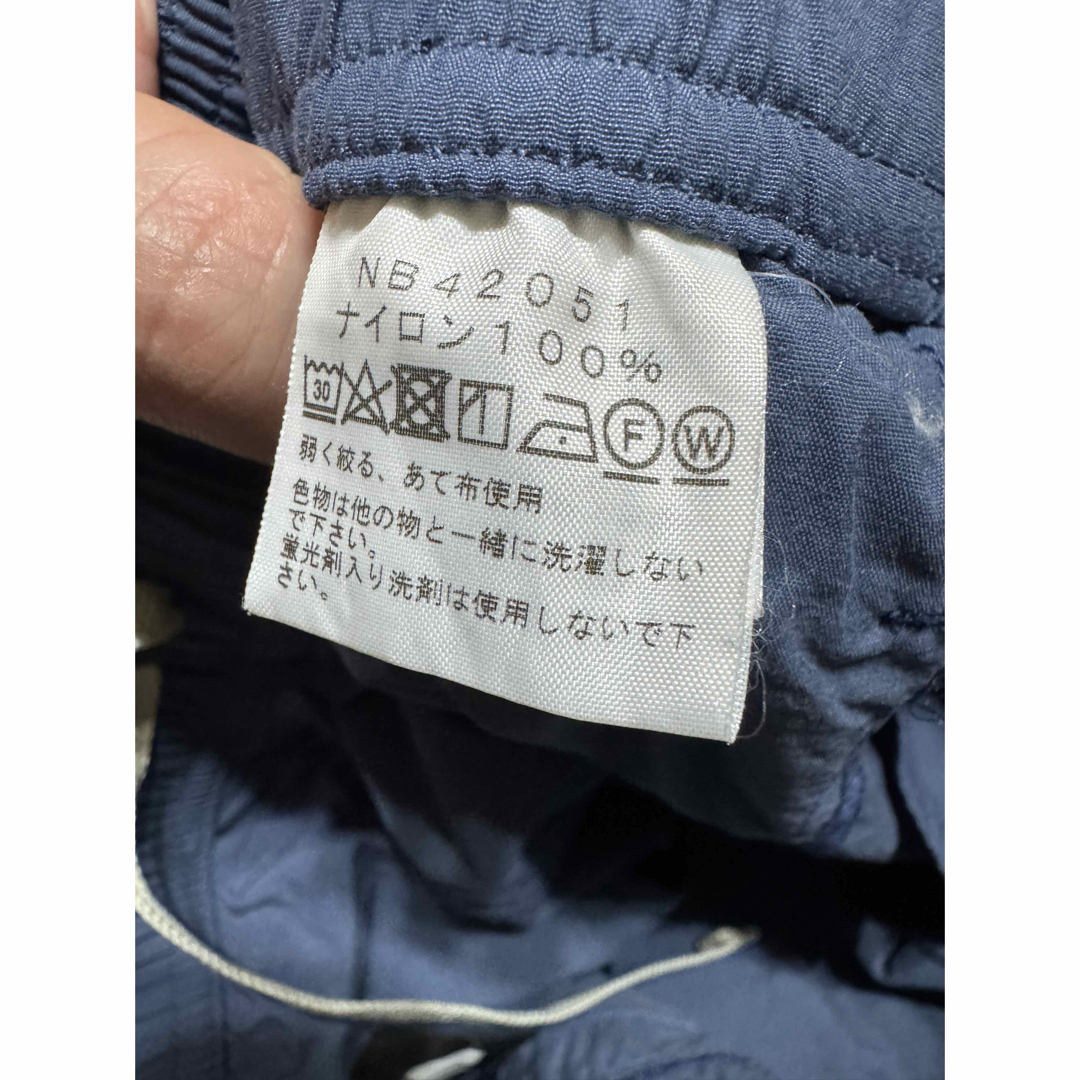 NB42051
ナイロン100%
30 F W
弱く絞る、あて布使用
色物は他の物と一緒に洗濯しない
で下さい。
蛍光剤入り洗剤は使用しないで下
さい。